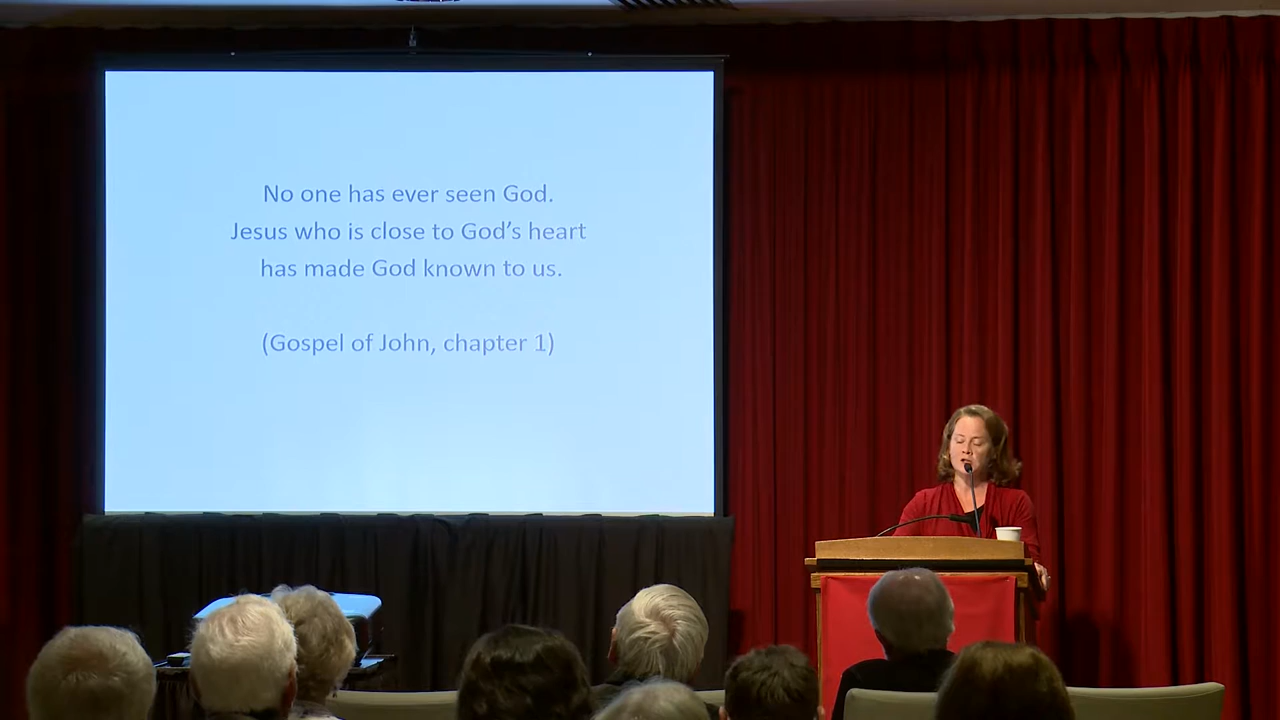 No one has ever seen God.
Jesus who is close to God's heart
has made God known to us.
(Gospel of John, chapter 1)